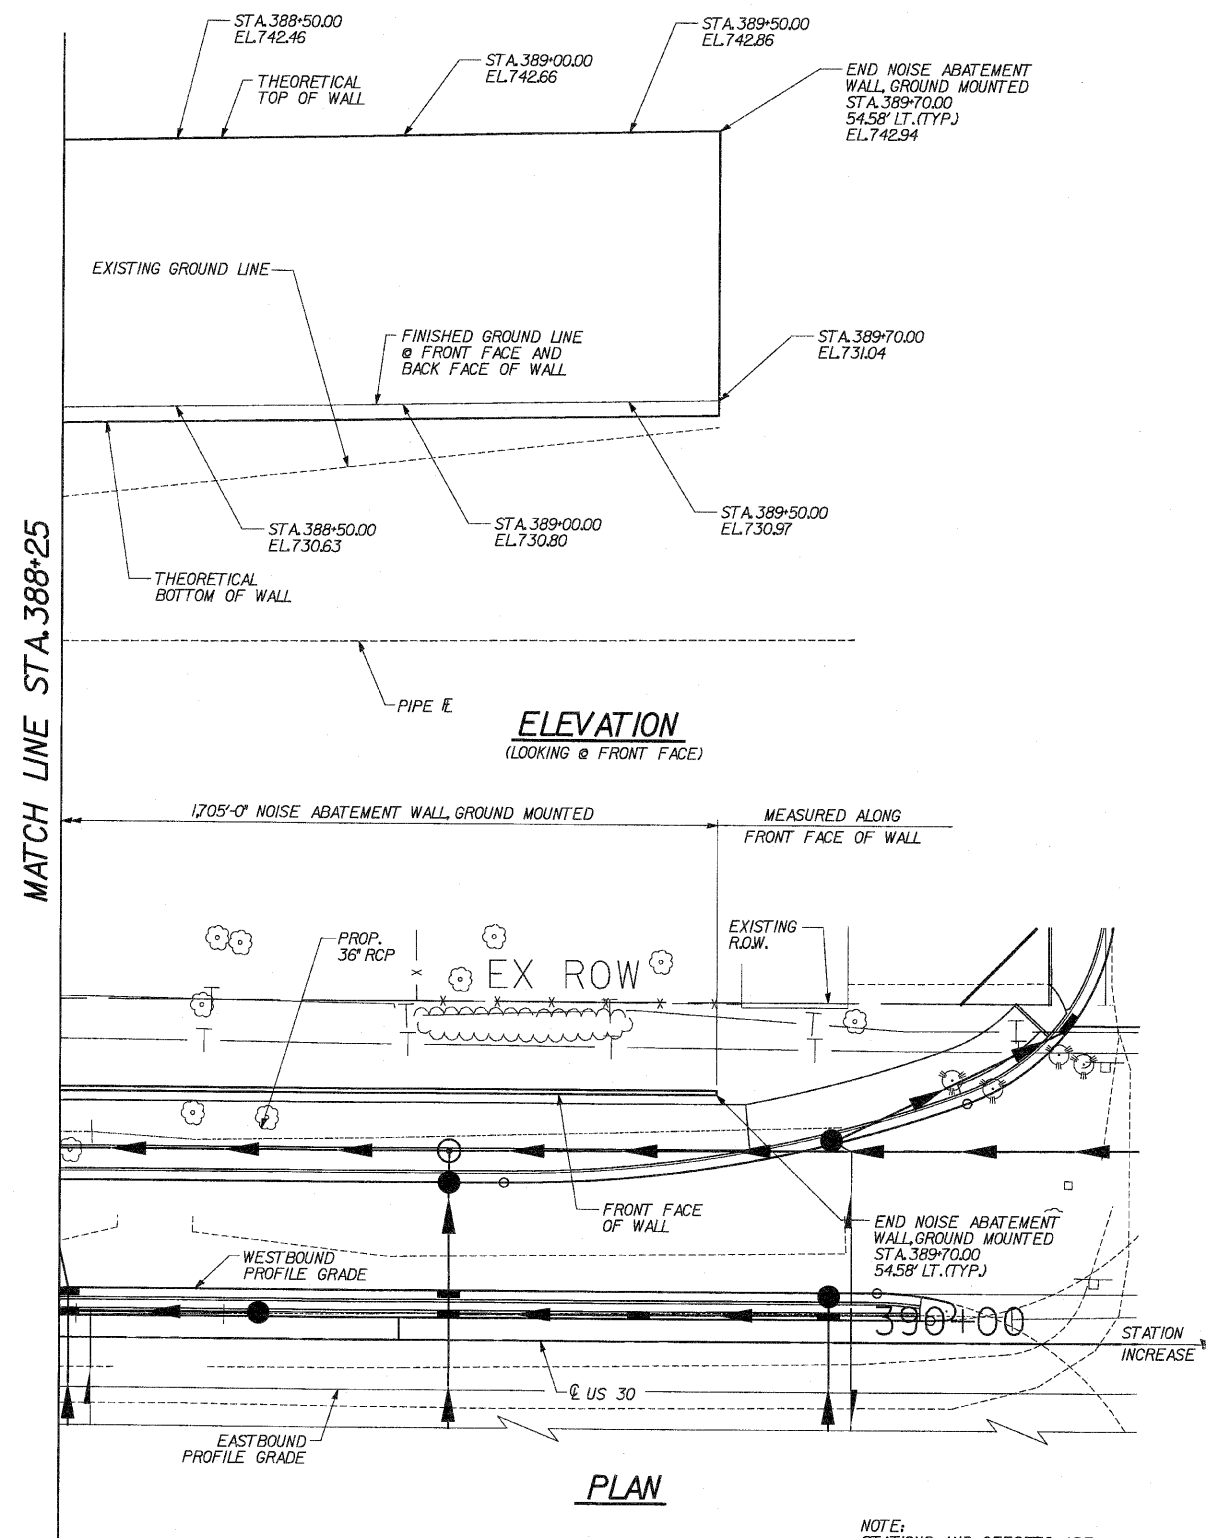 STA. 388+50.00
EL. 742.46
THEORETICAL
TOP OF WALL
STA. 389+00.00
EL. 742.66
STA. 389+50.00
EL. 742.86
END NOISE ABATEMENT
WALL, GROUND MOUNTED
STA. 389+70.00
54.58' LT. (TYP.)
EL. 742.94
EXISTING GROUND LINE
FINISHED GROUND LINE
@ FRONT FACE AND
BACK FACE OF WALL
STA. 389+70.00
EL. 731.04
STA. 388+50.00
EL. 730.63
STA. 389+00.00
EL. 730.80
STA. 389+50.00
EL. 730.97
THEORETICAL
BOTTOM OF WALL
MATCH LINE STA. 388+25
PIPE ⅊
ELEVATION
(LOOKING @ FRONT FACE)
1,705'-0" NOISE ABATEMENT WALL, GROUND MOUNTED
MEASURED ALONG
FRONT FACE OF WALL
PROP.
36" RCP
EX ROW
EXISTING
R.O.W.
FRONT FACE
OF WALL
END NOISE ABATEMENT
WALL, GROUND MOUNTED
STA. 389+70.00
54.58' LT. (TYP.)
WESTBOUND
PROFILE GRADE
390+00
STATION
INCREASE
℄ US 30
EASTBOUND
PROFILE GRADE
PLAN
NOTE: